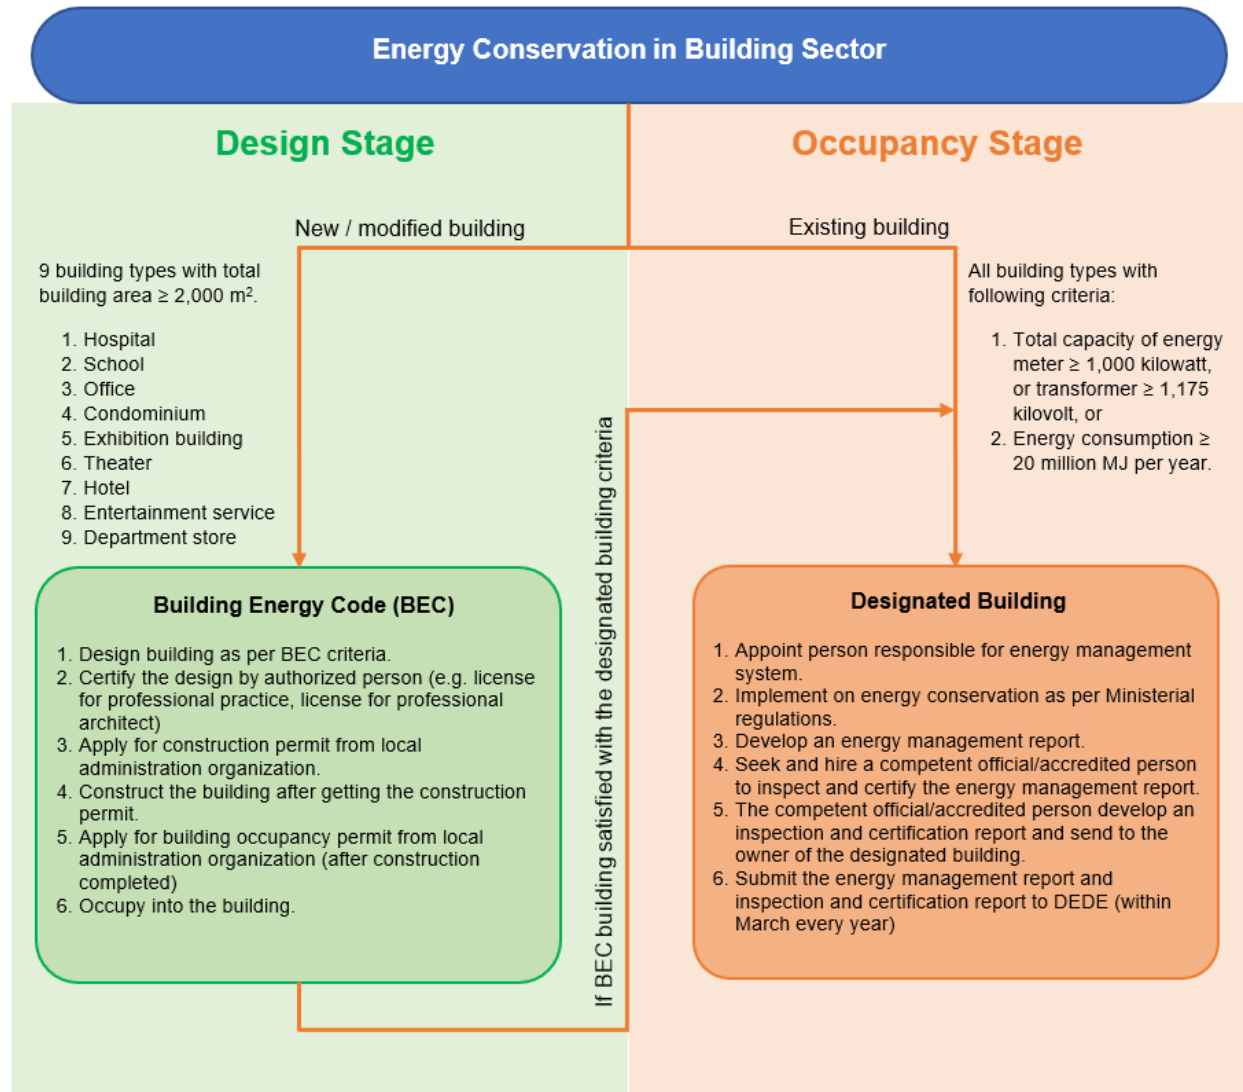 Energy Conservation in Building Sector
Design Stage
New / modified building
9 building types with total
building area ≥ 2,000 m².
1. Hospital
2. School
3. Office
4. Condominium
5. Exhibition building
6. Theater
7. Hotel
8. Entertainment service
9. Department store
Building Energy Code (BEC)
1. Design building as per BEC criteria.
2. Certify the design by authorized person (e.g. license
for professional practice, license for professional
architect)
3. Apply for construction permit from local
administration organization.
4. Construct the building after getting the construction
permit.
5. Apply for building occupancy permit from local
administration organization (after construction
completed)
6. Occupy into the building.
If BEC building satisfied with the designated building criteria
Occupancy Stage
Existing building
All building types with
following criteria:
1. Total capacity of energy
meter ≥ 1,000 kilowatt,
or transformer ≥ 1,175
kilovolt, or
2. Energy consumption ≥
20 million MJ per year.
Designated Building
1. Appoint person responsible for energy management
system.
2. Implement on energy conservation as per Ministerial
regulations.
3. Develop an energy management report.
4. Seek and hire a competent official/accredited person
to inspect and certify the energy management report.
5. The competent official/accredited person develop an
inspection and certification report and send to the
owner of the designated building.
6. Submit the energy management report and
inspection and certification report to DEDE (within
March every year)